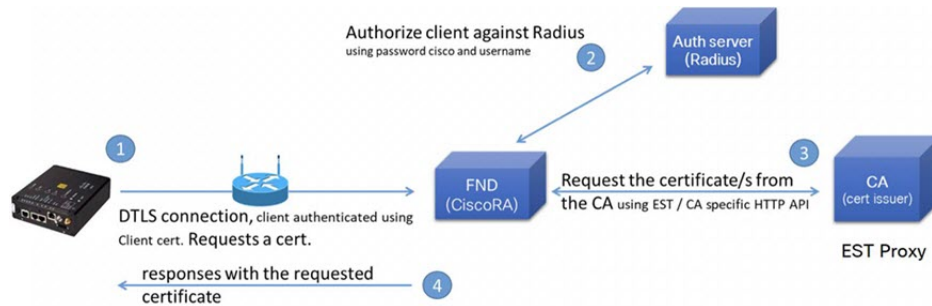 Authorize client against Radius
using password cisco and username
2
Auth server
(Radius)
1
3
FND
(CiscoRA)
Request the certificate/s from
the CA using EST / CA specific HTTP API
CA
(cert issuer)
DTLS connection, client authenticated using
Client cert. Requests a cert.
EST Proxy
responses with the requested
certificate
4